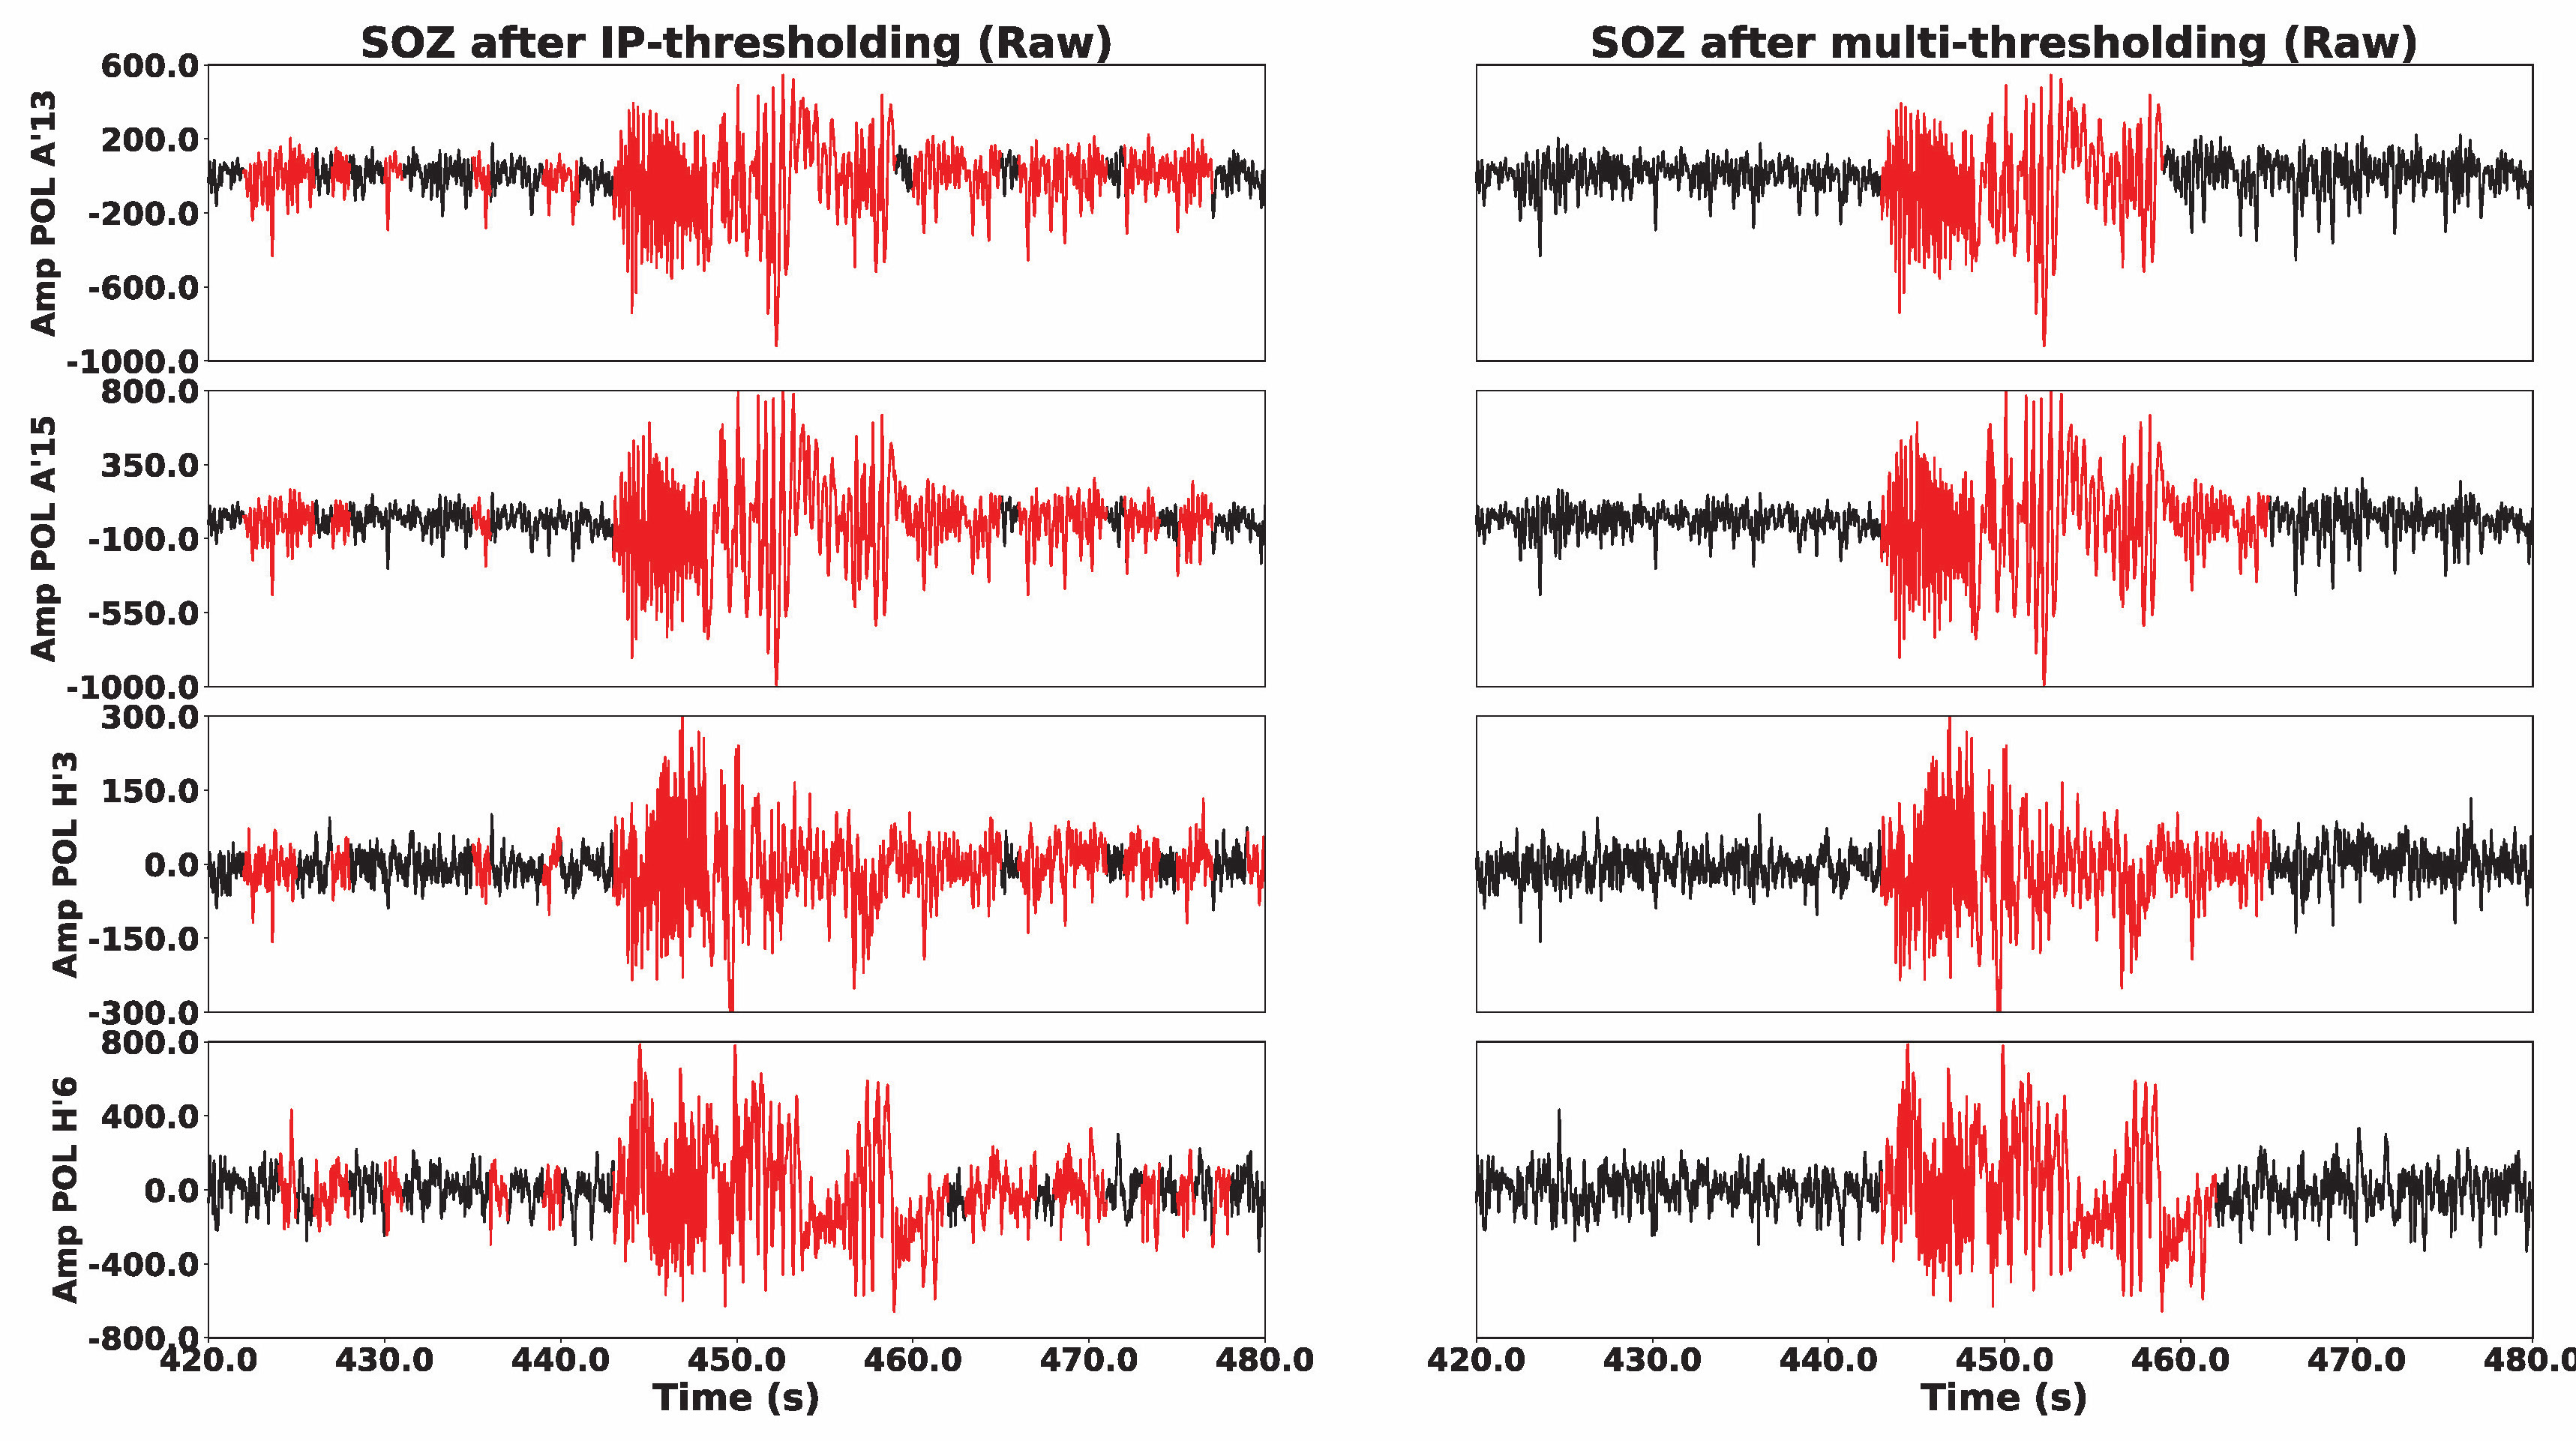 SOZ after IP-thresholding (Raw)
SOZ after multi-thresholding (Raw)
Amp POL A'13
600.0
200.0
-200.0
-600.0
-1000.0
Amp POL A'15
800.0
350.0
-100.0
-550.0
-1000.0
Amp POL H'3
300.0
150.0
0.0
-150.0
-300.0
Amp POL H'6
800.0
400.0
0.0
-400.0
-800.0
420.0 430.0 440.0 450.0 460.0 470.0 480.0
Time (s)
420.0 430.0 440.0 450.0 460.0 470.0 480.0
Time (s)